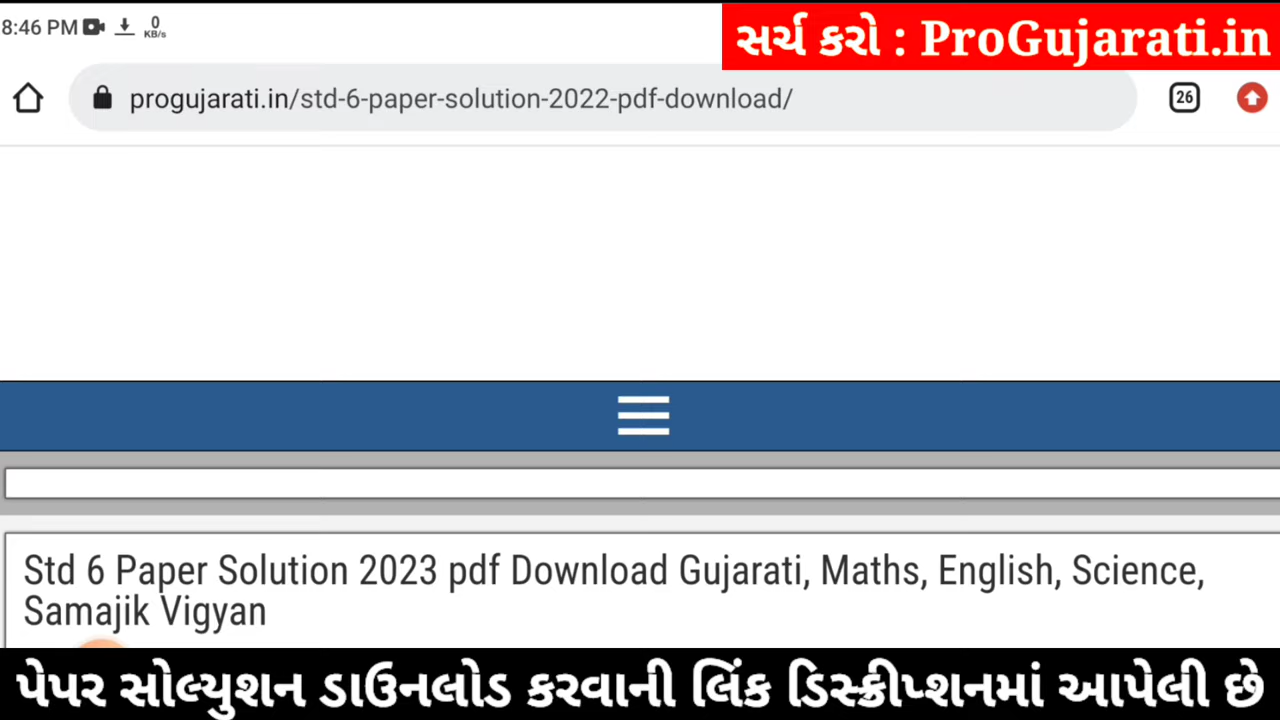 8:46 PM 0 KB/s
સર્ચ કરો : ProGujarati.in
progujarati.in/std-6-paper-solution-2022-pdf-download/
26
Std 6 Paper Solution 2023 pdf Download Gujarati, Maths, English, Science,
Samajik Vigyan
પેપર સોલ્યુશન ડાઉનલોડ કરવાની લિંક ડિસ્ક્રીપ્શનમાં આપેલી છે